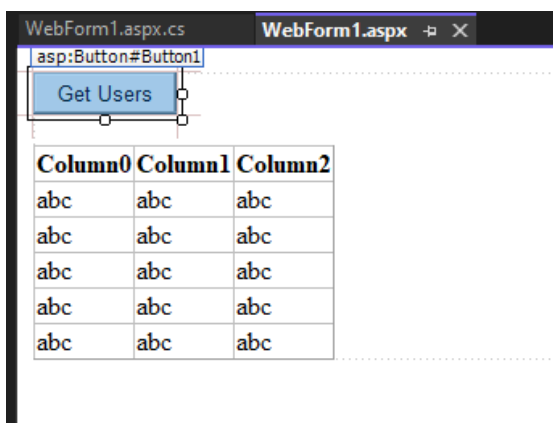 WebForm1.aspx.cs WebForm1.aspx
asp:Button#Button1
Get Users
Column0 Column1 Column2
abc abc abc
abc abc abc
abc abc abc
abc abc abc
abc abc abc